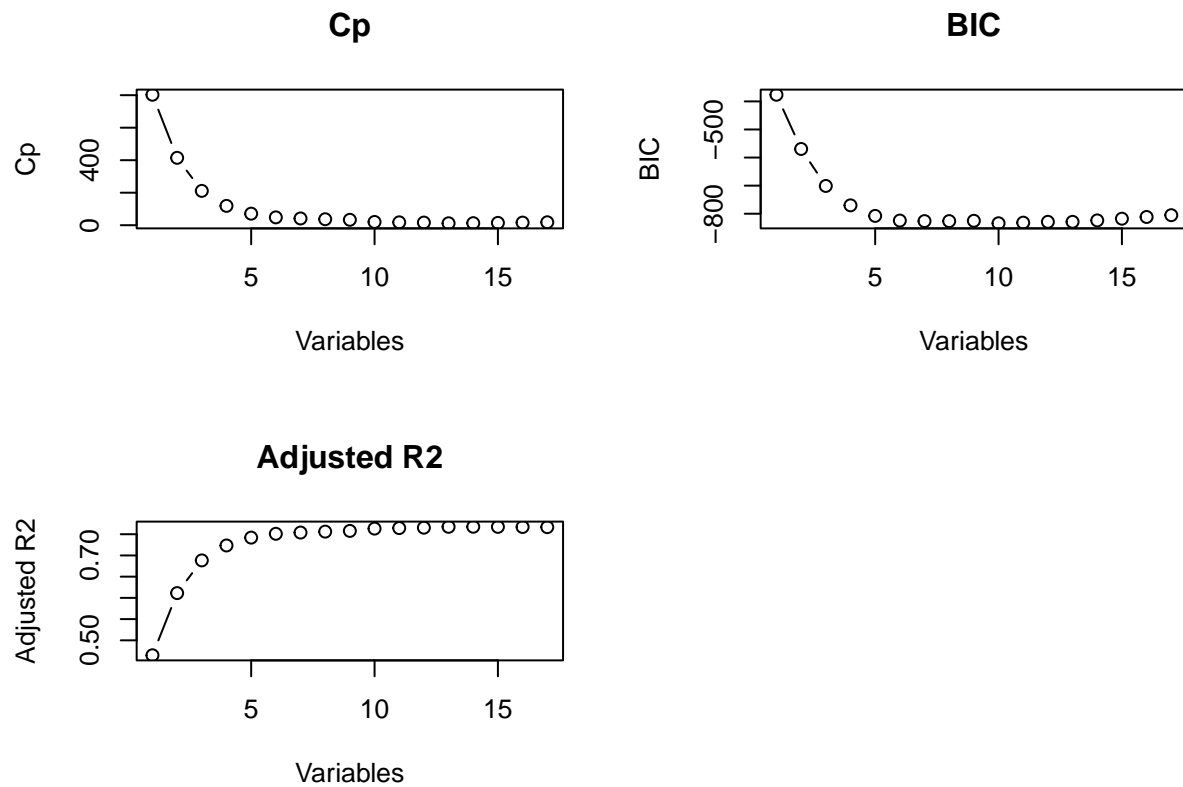 Cp
Cp
400
0
5
10
15
Variables
BIC
BIC
−500
−800
5
10
15
Variables
Adjusted R2
Adjusted R2
0.70
0.50
5
10
15
Variables